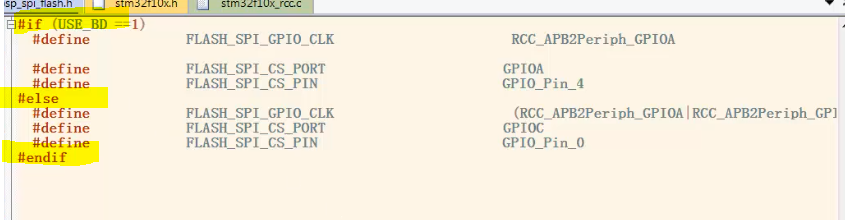 sp_spi_flash.h stm32f10x.h stm32f10x_rcc.c
#if (USE_BD ==1)
#define FLASH_SPI_GPIO_CLK RCC_APB2Periph_GPIOA
#define FLASH_SPI_CS_PORT GPIOA
#define FLASH_SPI_CS_PIN GPIO_Pin_4
#else
#define FLASH_SPI_GPIO_CLK (RCC_APB2Periph_GPIOA|RCC_APB2Periph_GPI
#define FLASH_SPI_CS_PORT GPIOC
#define FLASH_SPI_CS_PIN GPIO_Pin_0
#endif